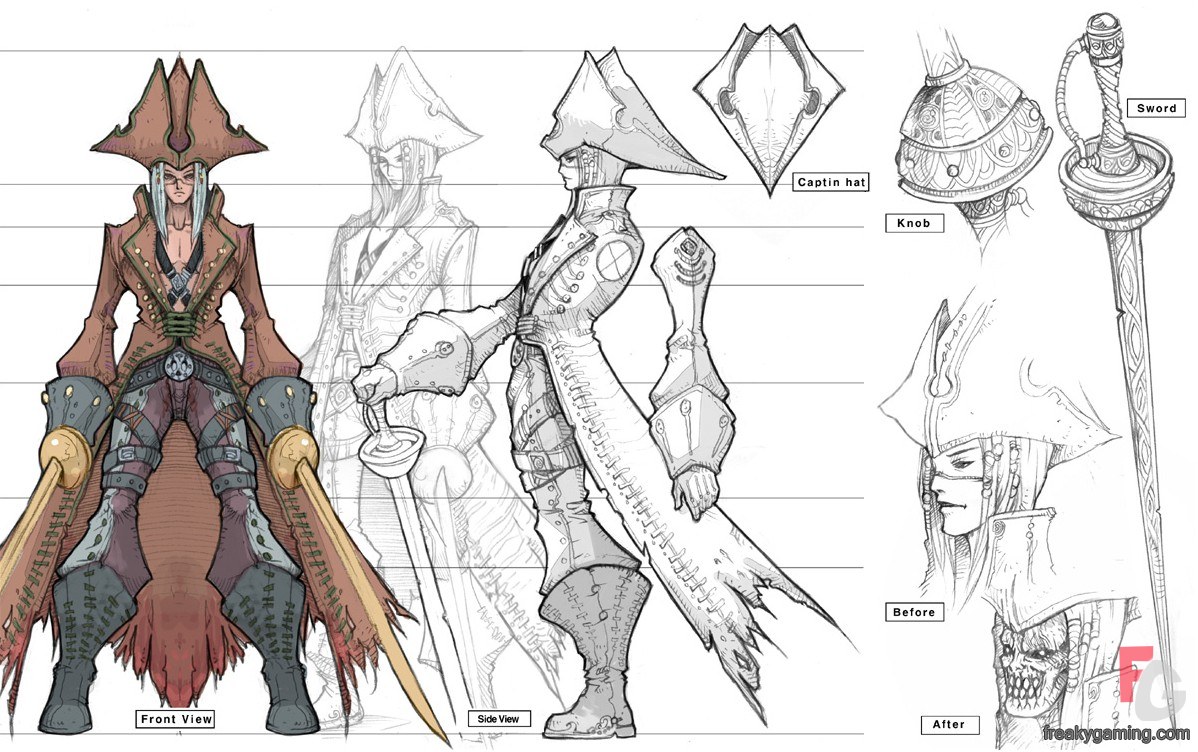 Captin hat
Sword
Knob
Before
After
Front View
Side View
FG
freakygaming.com